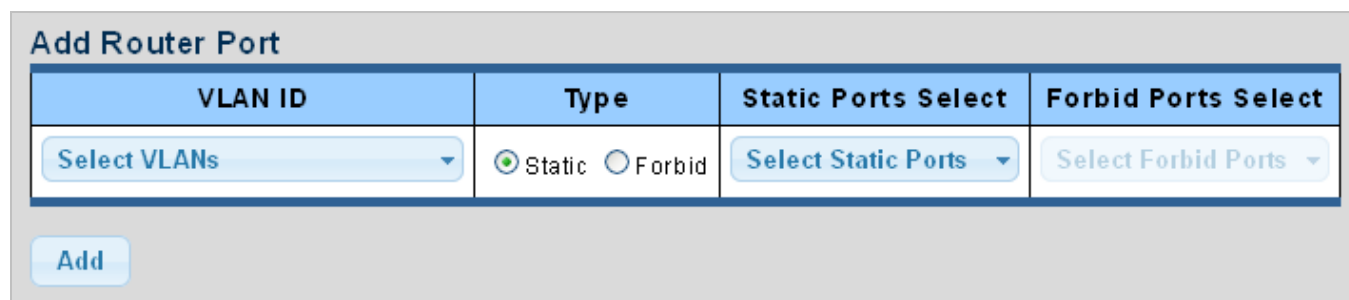 Add Router Port
VLAN ID Type Static Ports Select Forbid Ports Select
Select VLANs Static Forbid Select Static Ports Select Forbid Ports
Add